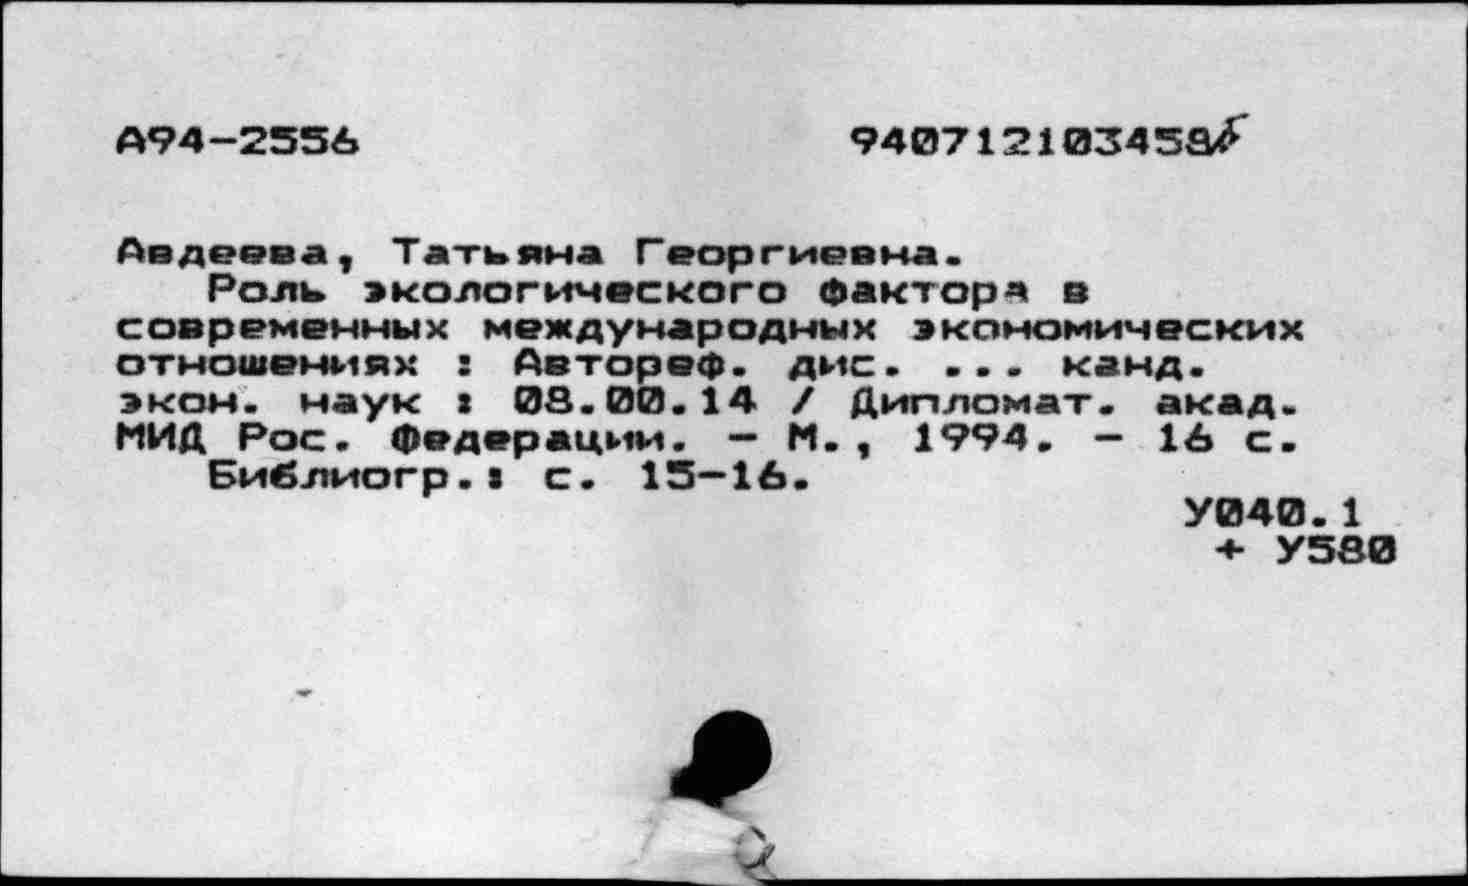 А94-2556 940712103458
Авдеева, Татьяна Георгиевна.
Роль экологического фактора в
современных международных экономических
отношениях : Автореф. дис. ... канд.
экон. наук : 08.00.14 / Дипломат. акад.
МИД Рос. Федерации. - М., 1994. - 16 с.
Библиогр.: с. 15-16.
У040.1
+ У580